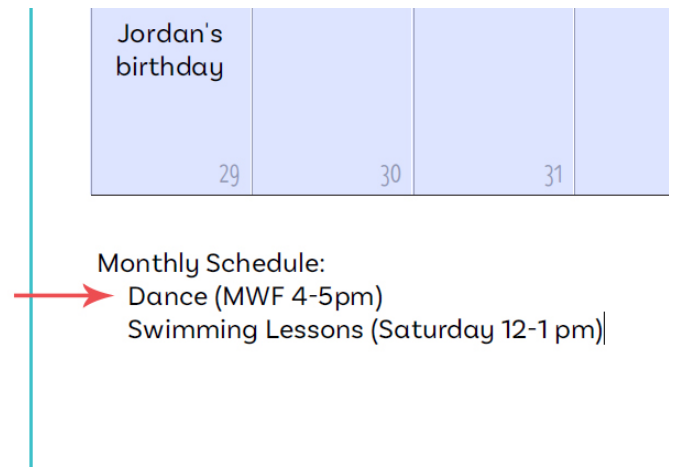 Jordan's
birthday
29 30 31
Monthly Schedule:
Dance (MWF 4-5pm)
Swimming Lessons (Saturday 12-1 pm)